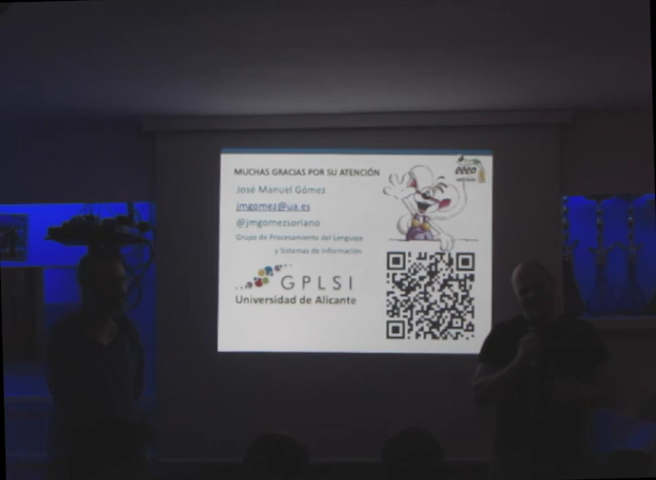 MUCHAS GRACIAS POR SU ATENCIÓN
José Manuel Gómez
jmgomez@ua.es
@jmgomezsoriano
Grupo de Procesamiento del Lenguaje
y Sistemas de Información
GPLSI
Universidad de Alicante